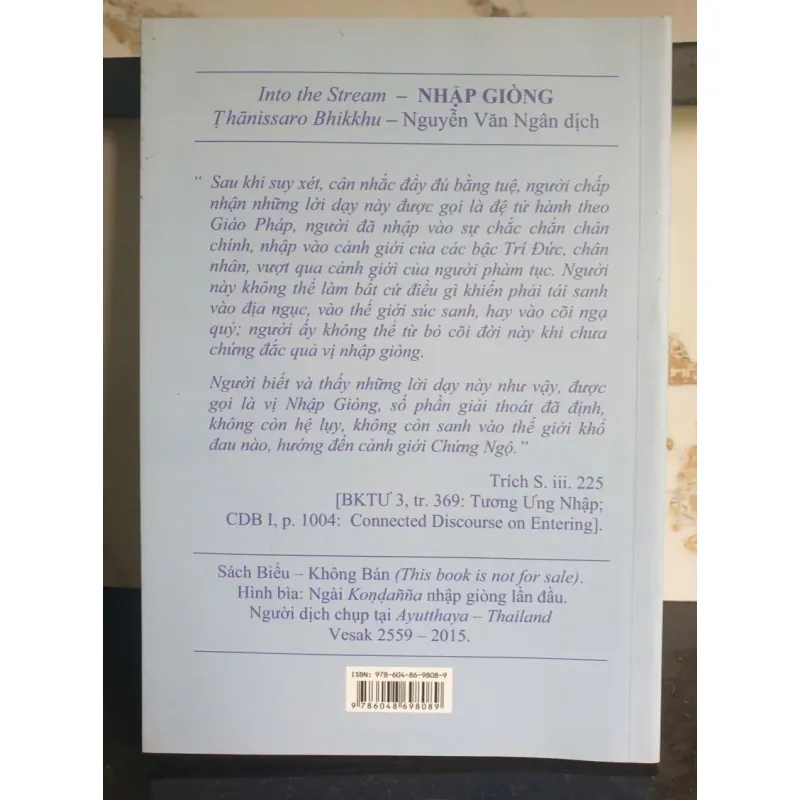 Into the Stream – NHẬP GIÒNG
Ṭhānissaro Bhikkhu – Nguyễn Văn Ngân dịch
“ Sau khi suy xét, cân nhắc đầy đủ bằng tuệ, người chấp
nhận những lời dạy này được gọi là đệ tử hành theo
Giáo Pháp, người đã nhập vào sự chắc chắn chân
chính, nhập vào cảnh giới của các bậc Trí Đức, chân
nhân, vượt qua cảnh giới của người phàm tục. Người
này không thể làm bất cứ điều gì khiến phải tái sanh
vào địa ngục, vào thế giới súc sanh, hay vào cõi ngạ
quỷ; người ấy không thể từ bỏ cõi đời này khi chưa
chứng đắc quả vị nhập giòng.
Người biết và thấy những lời dạy này như vậy, được
gọi là vị Nhập Giòng, số phần giải thoát đã định,
không còn hệ lụy, không còn sanh vào thế giới khổ
đau nào, hướng đến cảnh giới Chứng Ngộ.”
Trích S. iii. 225
[BKTƯ 3, tr. 369: Tương Ưng Nhập;
CDB I, p. 1004: Connected Discourse on Entering].
Sách Biếu – Không Bán (This book is not for sale).
Hình bìa: Ngài Koṇḍañña nhập giòng lần đầu.
Người dịch chụp tại Ayutthaya – Thailand
Vesak 2559 – 2015.
ISBN: 978-604-86-9808-9
9 786048 698089